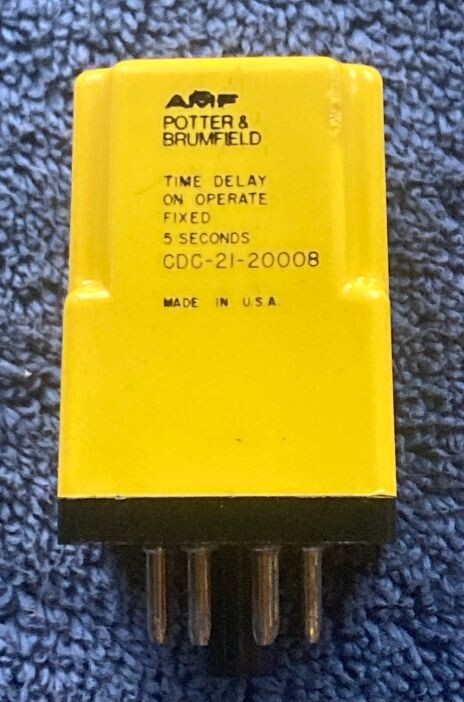 AMF
POTTER &
BRUMFIELD
TIME DELAY
ON OPERATE
FIXED
5 SECONDS
CDC-21-20008
MADE IN U.S.A.